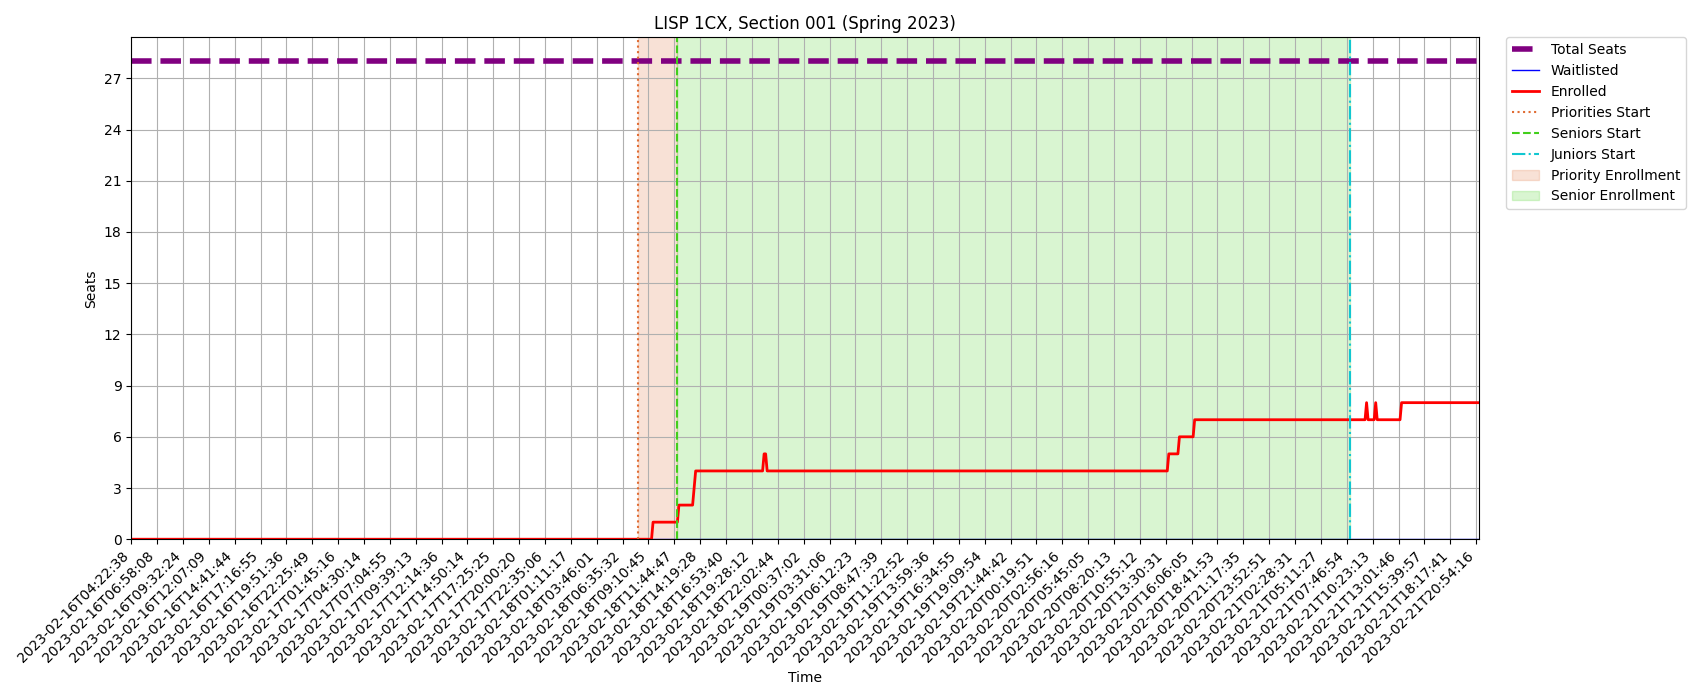 LISP 1CX, Section 001 (Spring 2023)
Total Seats
Waitlisted
Enrolled
Priorities Start
Seniors Start
Juniors Start
Priority Enrollment
Senior Enrollment
Seats
27
24
21
18
15
12
9
6
3
0
2023-02-16T04:22:38
2023-02-16T06:58:08
2023-02-16T09:32:24
2023-02-16T12:07:09
2023-02-16T14:41:44
2023-02-16T17:16:55
2023-02-16T19:51:36
2023-02-16T22:25:49
2023-02-17T01:45:16
2023-02-17T04:30:14
2023-02-17T07:04:55
2023-02-17T09:39:13
2023-02-17T12:14:36
2023-02-17T14:50:14
2023-02-17T17:25:25
2023-02-17T20:00:20
2023-02-17T22:35:06
2023-02-18T01:11:17
2023-02-18T03:46:01
2023-02-18T06:35:32
2023-02-18T09:10:45
2023-02-18T11:44:47
2023-02-18T14:19:28
2023-02-18T16:53:40
2023-02-18T19:28:12
2023-02-18T22:02:44
2023-02-19T00:37:02
2023-02-19T03:31:06
2023-02-19T06:12:23
2023-02-19T08:47:39
2023-02-19T11:22:52
2023-02-19T13:59:36
2023-02-19T16:34:55
2023-02-19T19:09:54
2023-02-19T21:44:42
2023-02-20T00:19:51
2023-02-20T02:56:16
2023-02-20T05:45:05
2023-02-20T08:20:13
2023-02-20T10:55:12
2023-02-20T13:30:31
2023-02-20T16:06:05
2023-02-20T18:41:53
2023-02-20T21:17:35
2023-02-20T23:52:51
2023-02-21T02:28:31
2023-02-21T05:11:27
2023-02-21T07:46:54
2023-02-21T10:23:13
2023-02-21T13:01:46
2023-02-21T15:39:57
2023-02-21T18:17:41
2023-02-21T20:54:16
Time